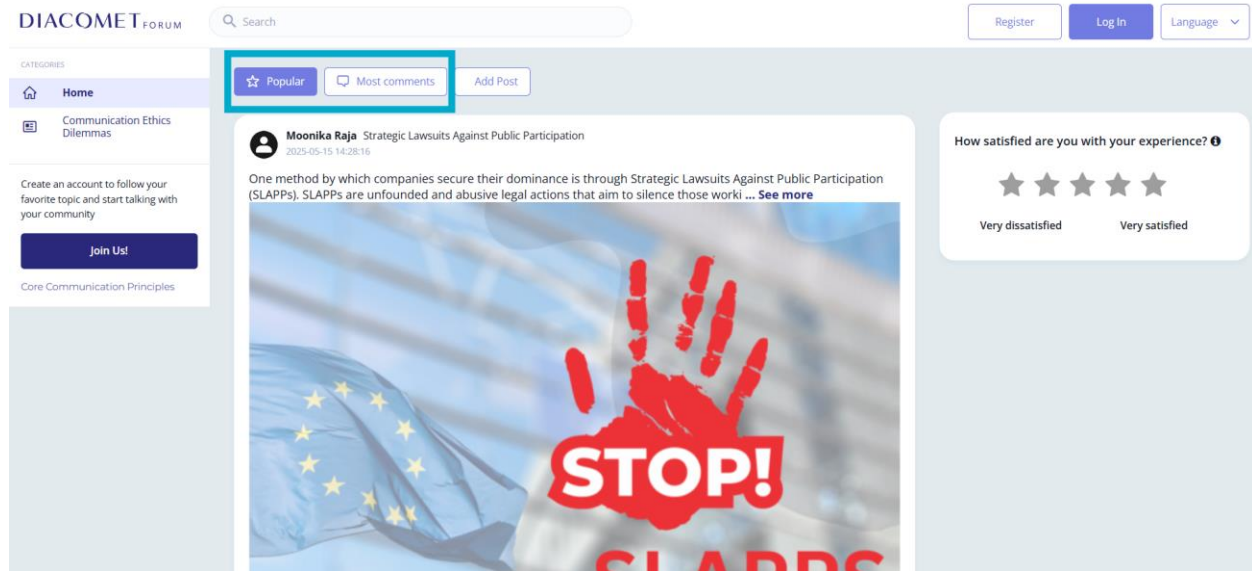 DIACOMET FORUM
Search
Register
Log In
Language
CATEGORIES
Home
Communication Ethics
Dilemmas
Create an account to follow your
favorite topic and start talking with
your community
Join Us!
Core Communication Principles
Popular
Most comments
Add Post
Moonika Raja Strategic Lawsuits Against Public Participation
2025-05-15 14:28:16
One method by which companies secure their dominance is through Strategic Lawsuits Against Public Participation
(SLAPPs). SLAPPs are unfounded and abusive legal actions that aim to silence those worki ... See more
STOP!
SLAPPS
How satisfied are you with your experience?
Very dissatisfied
Very satisfied